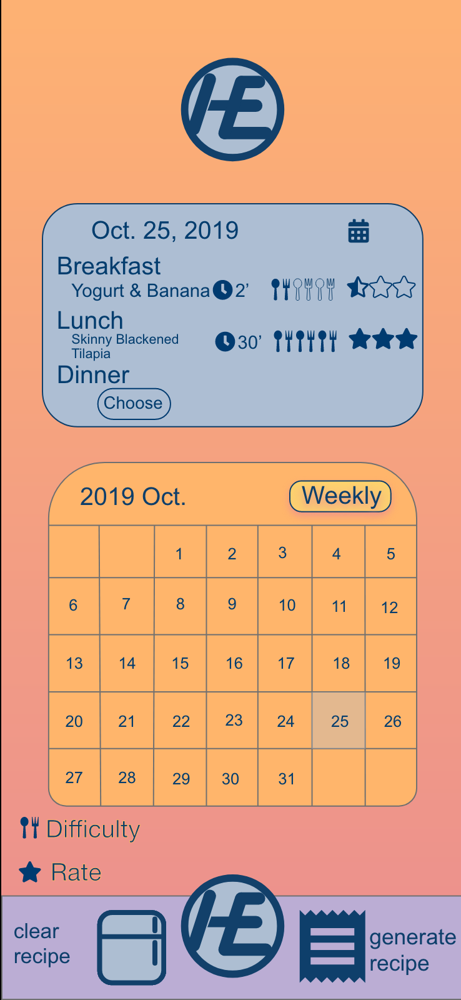 HE
Oct. 25, 2019
Breakfast
Yogurt & Banana 2’
Lunch
Skinny Blackened
Tilapia
30’
Dinner
Choose
2019 Oct.
Weekly
1 2 3 4 5
6 7 8 9 10 11 12
13 14 15 16 17 18 19
20 21 22 23 24 25 26
27 28 29 30 31
Difficulty
Rate
clear
recipe
HE
generate
recipe